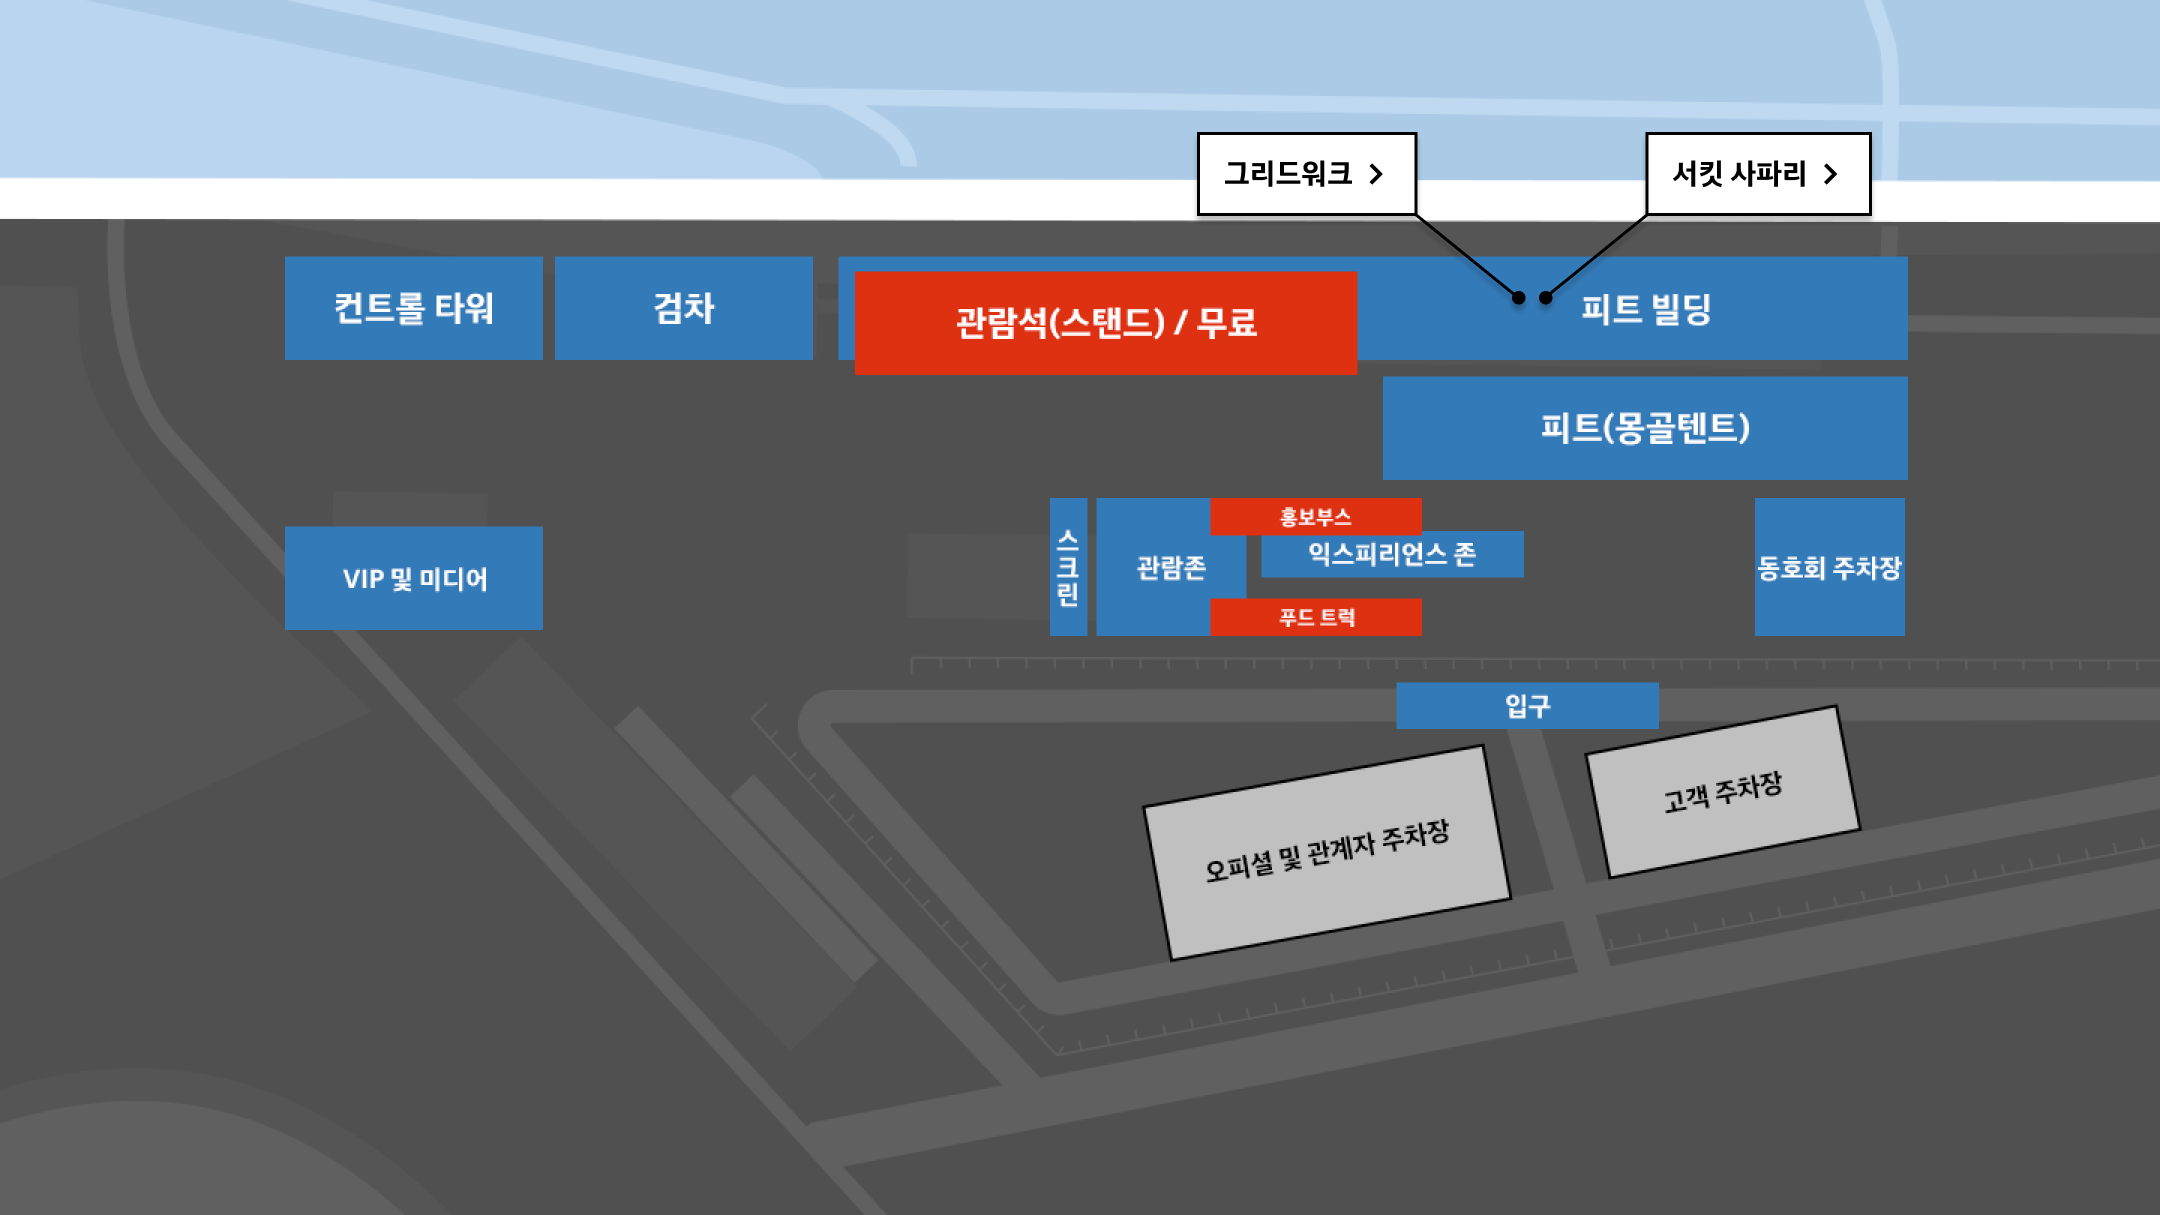 그리드워크
서킷 사파리
컨트롤 타워
검차
관람석(스탠드) / 무료
피트 빌딩
피트(몽골텐트)
스크린
관람존
홍보부스
익스피리언스 존
푸드 트럭
동호회 주차장
VIP 및 미디어
입구
오피셜 및 관계자 주차장
고객 주차장